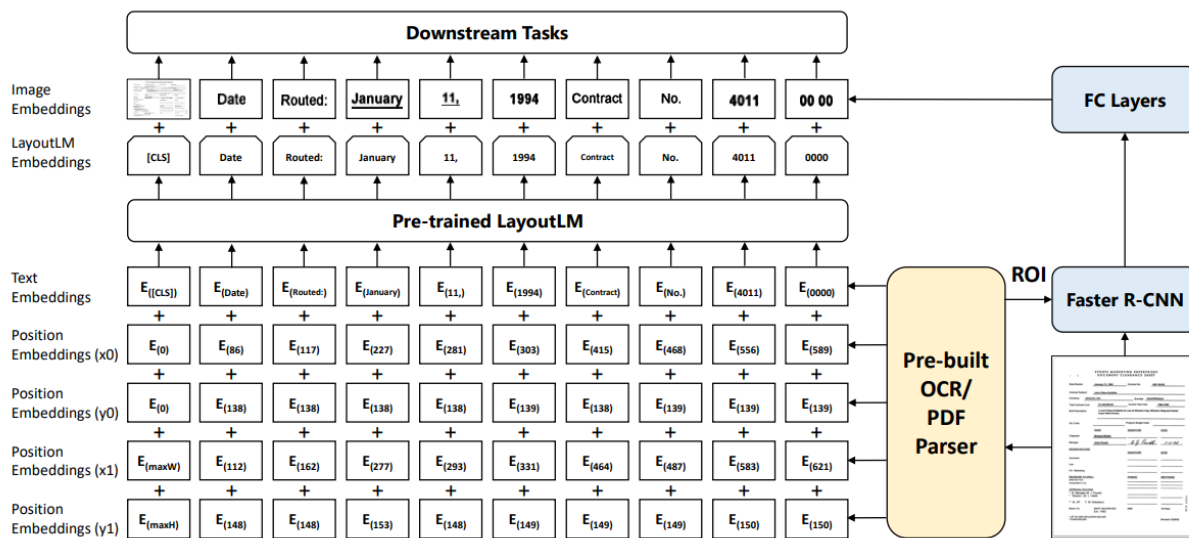 Downstream Tasks
Image
Embeddings
Date Routed: January 11, 1994 Contract No. 4011 00 00
+ + + + + + + + + +
FC Layers
LayoutLM
Embeddings
[CLS] Date Routed: January 11, 1994 Contract No. 4011 0000
Pre-trained LayoutLM
Text
Embeddings
E([CLS]) E(Date) E(Routed:) E(January) E(11,) E(1994) E(Contract) E(No.) E(4011) E(0000)
+ + + + + + + + + +
ROI
Faster R-CNN
Position
Embeddings (x0)
E(0) E(86) E(117) E(227) E(281) E(303) E(415) E(468) E(556) E(589)
+ + + + + + + + + +
Pre-built
OCR/
PDF
Parser
Position
Embeddings (y0)
E(0) E(138) E(138) E(138) E(138) E(139) E(138) E(139) E(139) E(139)
+ + + + + + + + + +
Position
Embeddings (x1)
E(maxW) E(112) E(162) E(277) E(293) E(331) E(464) E(487) E(583) E(621)
+ + + + + + + + + +
Position
Embeddings (y1)
E(maxH) E(148) E(148) E(153) E(148) E(149) E(149) E(149) E(150) E(150)
DOCUMENT CLEARANCE SHEET